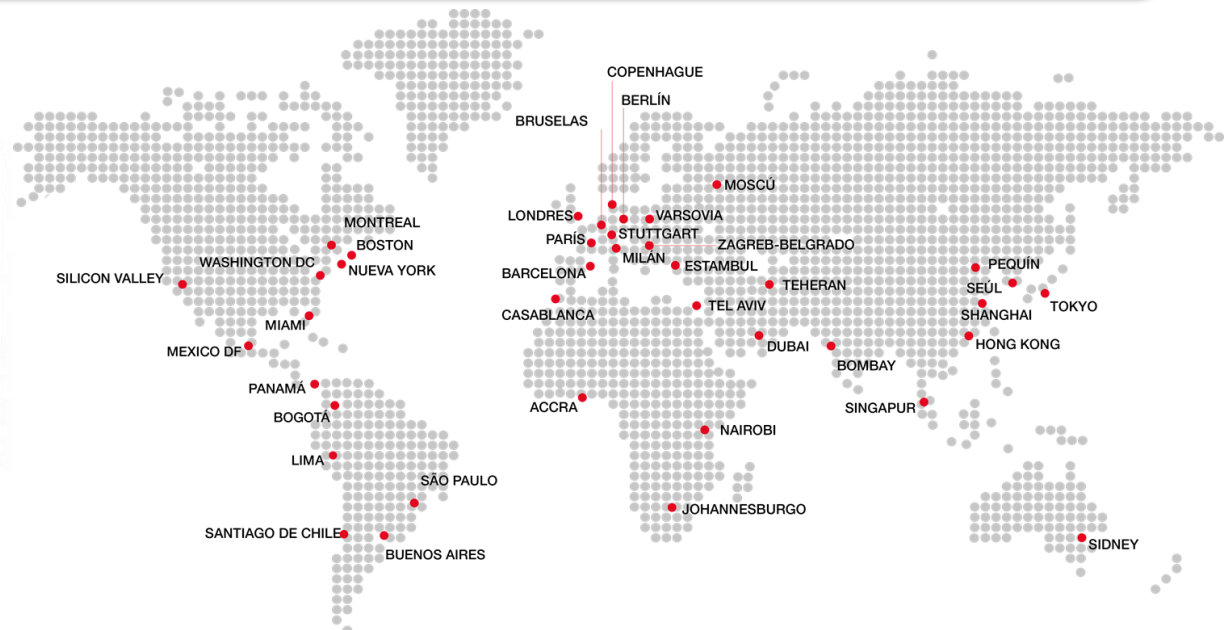 COPENHAGUE
BERLÍN
BRUSELAS
MOSCÚ
LONDRES
VARSOVIA
MONTREAL
STUTTGART
PARÍS
BOSTON
ZAGREB-BELGRADO
MILÁN
WASHINGTON DC
NUEVA YORK
BARCELONA
ESTAMBUL
PEQUÍN
SILICON VALLEY
TEHERAN
SEÚL
TEL AVIV
TOKYO
CASABLANCA
SHANGHAI
MIAMI
DUBAI
HONG KONG
MEXICO DF
BOMBAY
PANAMÁ
ACCRA
SINGAPUR
BOGOTÁ
NAIROBI
LIMA
SÃO PAULO
JOHANNESBURGO
SANTIAGO DE CHILE
SIDNEY
BUENOS AIRES